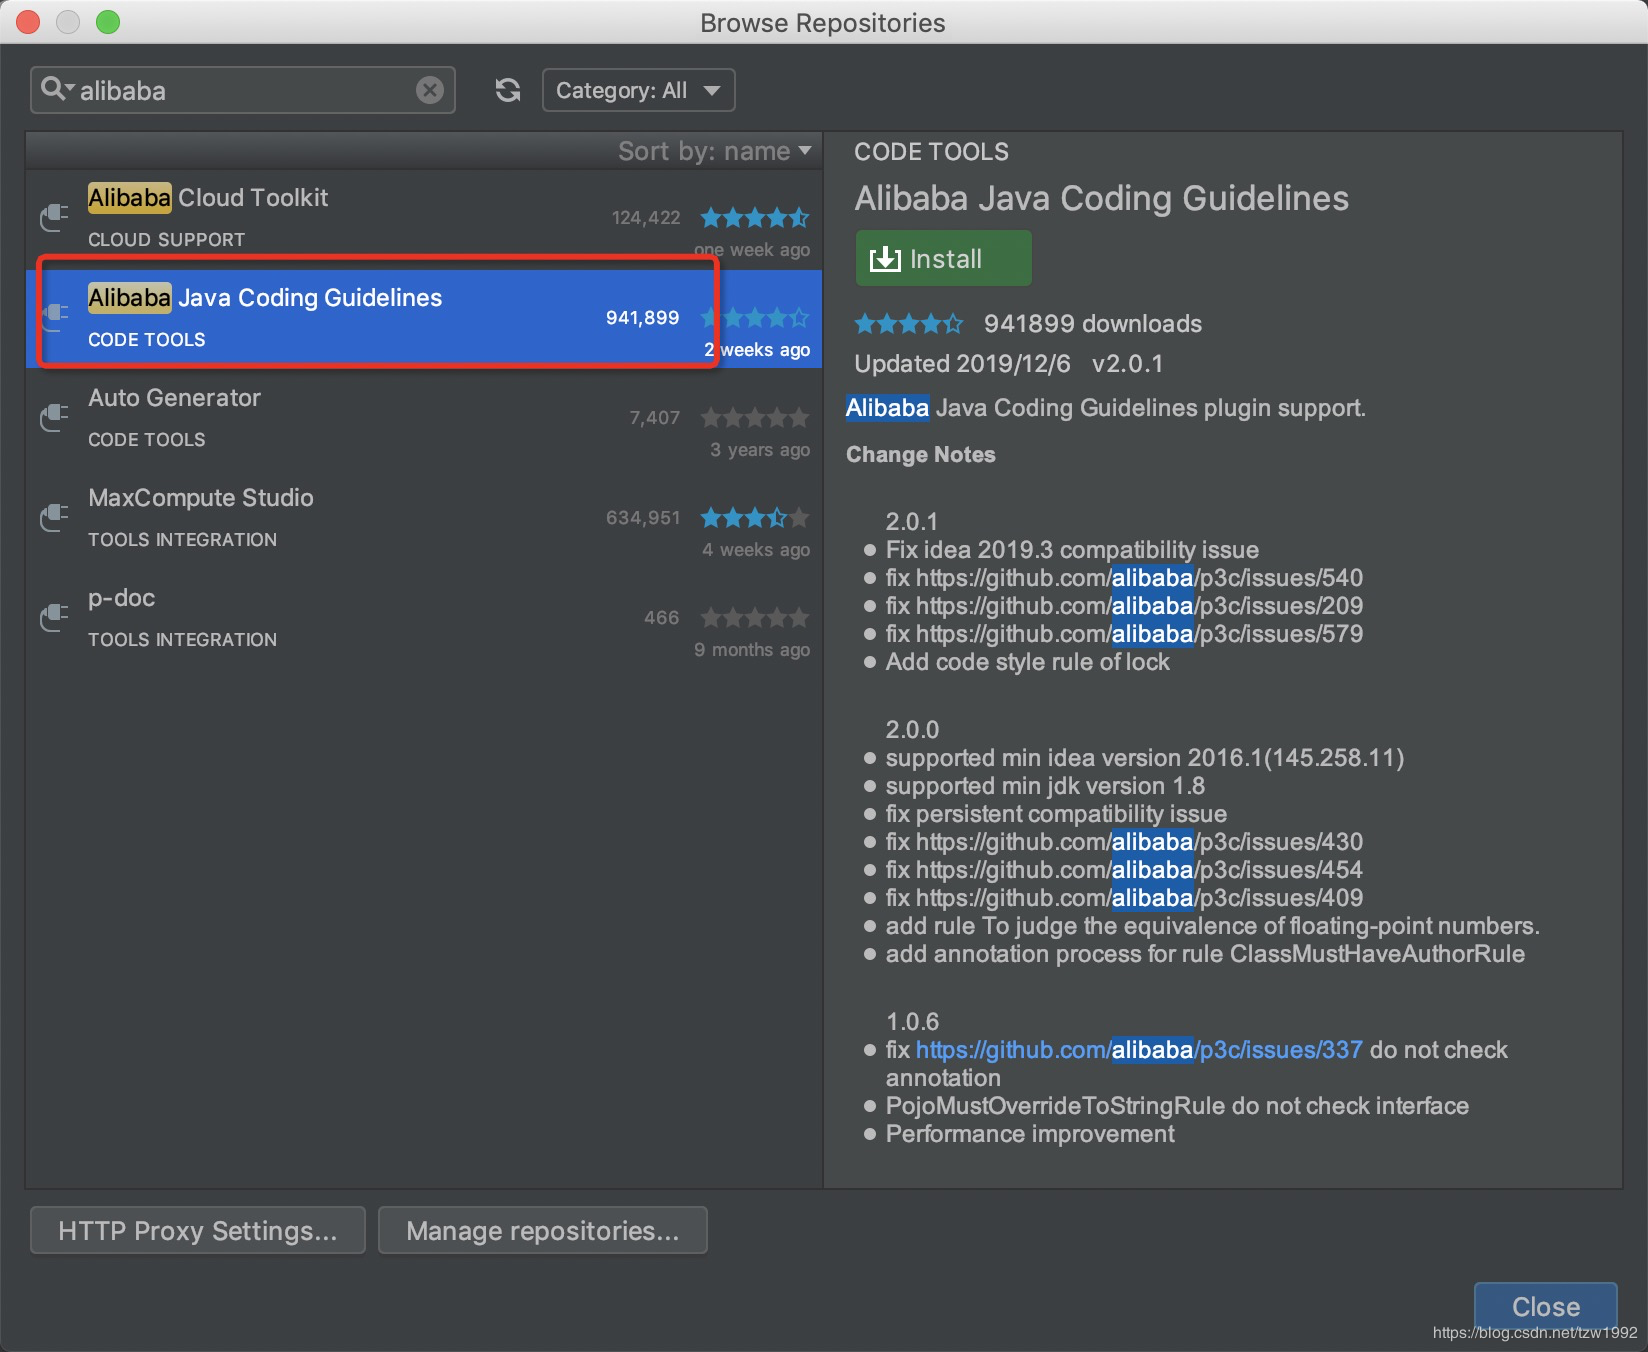 Browse Repositories
alibaba
Category: All
Sort by: name
Alibaba Cloud Toolkit
124,422
CLOUD SUPPORT
one week ago
Alibaba Java Coding Guidelines
941,899
CODE TOOLS
2 weeks ago
Auto Generator
7,407
CODE TOOLS
3 years ago
MaxCompute Studio
634,951
TOOLS INTEGRATION
4 weeks ago
p-doc
466
TOOLS INTEGRATION
9 months ago
CODE TOOLS
Alibaba Java Coding Guidelines
Install
941899 downloads
Updated 2019/12/6 v2.0.1
Alibaba Java Coding Guidelines plugin support.
Change Notes
2.0.1
● Fix idea 2019.3 compatibility issue
● fix https://github.com/alibaba/p3c/issues/540
● fix https://github.com/alibaba/p3c/issues/209
● fix https://github.com/alibaba/p3c/issues/579
● Add code style rule of lock
2.0.0
● supported min idea version 2016.1(145.258.11)
● supported min jdk version 1.8
● fix persistent compatibility issue
● fix https://github.com/alibaba/p3c/issues/430
● fix https://github.com/alibaba/p3c/issues/454
● fix https://github.com/alibaba/p3c/issues/409
● add rule To judge the equivalence of floating-point numbers.
● add annotation process for rule ClassMustHaveAuthorRule
1.0.6
● fix https://github.com/alibaba/p3c/issues/337 do not check
annotation
● PojoMustOverrideToStringRule do not check interface
● Performance improvement
HTTP Proxy Settings...
Manage repositories...
Close
https://blog.csdn.net/tzw1992